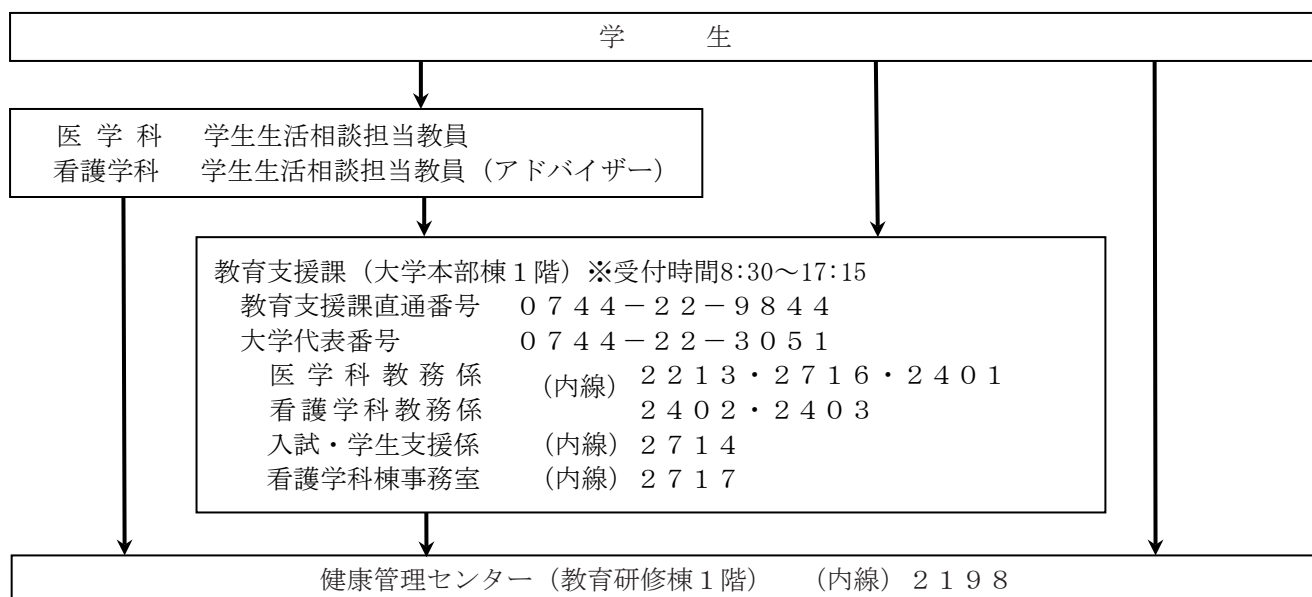 学　　生
医 学 科　学生生活相談担当教員
看護学科　学生生活相談担当教員（アドバイザー）
教育支援課（大学本部棟１階）※受付時間8:30～17:15
教育支援課直通番号　０７４４－２２－９８４４
大学代表番号　０７４４－２２－３０５１
医 学 科 教 務 係　（内線）２２１３・２７１６・２４０１
看護学科教務係　２４０２・２４０３
入試・学生支援係　（内線）２７１４
看護学科棟事務室　（内線）２７１７
健康管理センター（教育研修棟１階）　（内線）２１９８